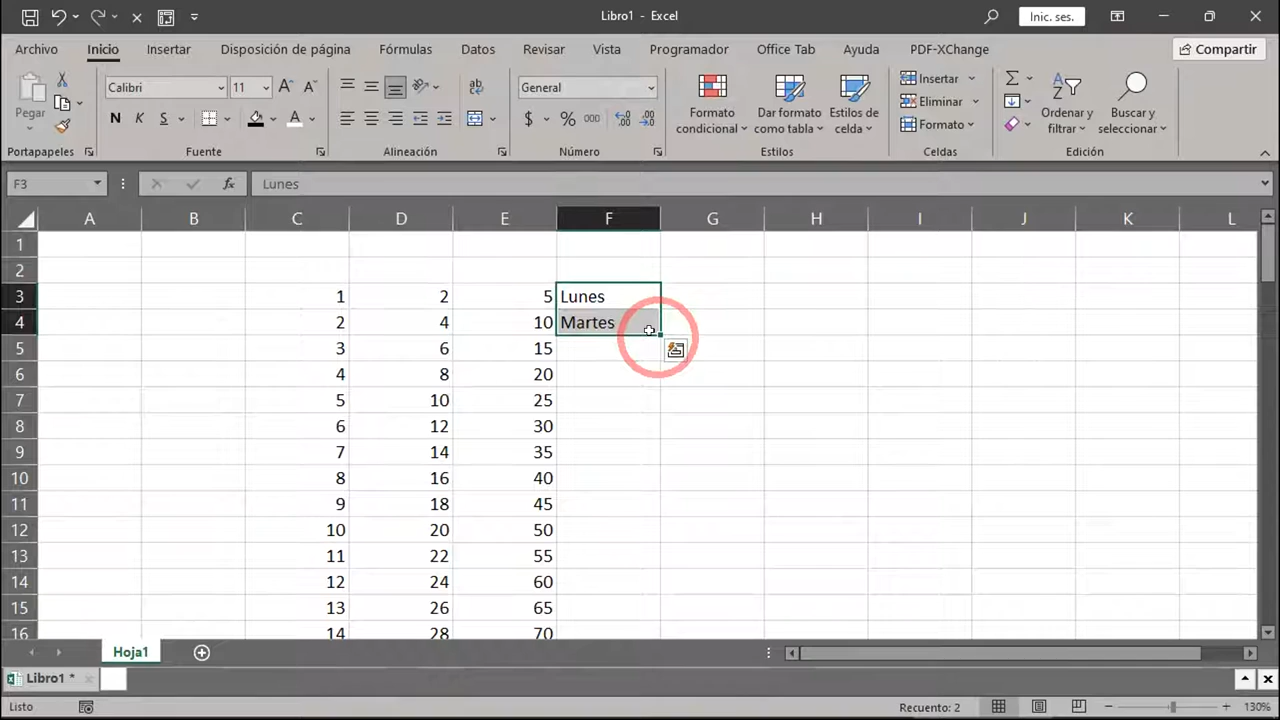 Libro1 - Excel
Inic. ses.
Archivo Inicio Insertar Disposición de página Fórmulas Datos Revisar Vista Programador Office Tab Ayuda PDF-XChange Compartir
Pegar
Calibri 11
N K S
Portapapeles Fuente
ab c
Alineación
General
$ % 000
Número
Formato condicional
Dar formato como tabla
Estilos de celda
Estilos
Insertar
Eliminar
Formato
Celdas
Ordenar y filtrar
Buscar y seleccionar
Edición
F3 fx Lunes
A B C D E F G H I J K L
1
2
3 1 2 5 Lunes
4 2 4 10 Martes
5 3 6 15
6 4 8 20
7 5 10 25
8 6 12 30
9 7 14 35
10 8 16 40
11 9 18 45
12 10 20 50
13 11 22 55
14 12 24 60
15 13 26 65
16 14 28 70
Hoja1
Libro1 *
Listo Recuento: 2 130%